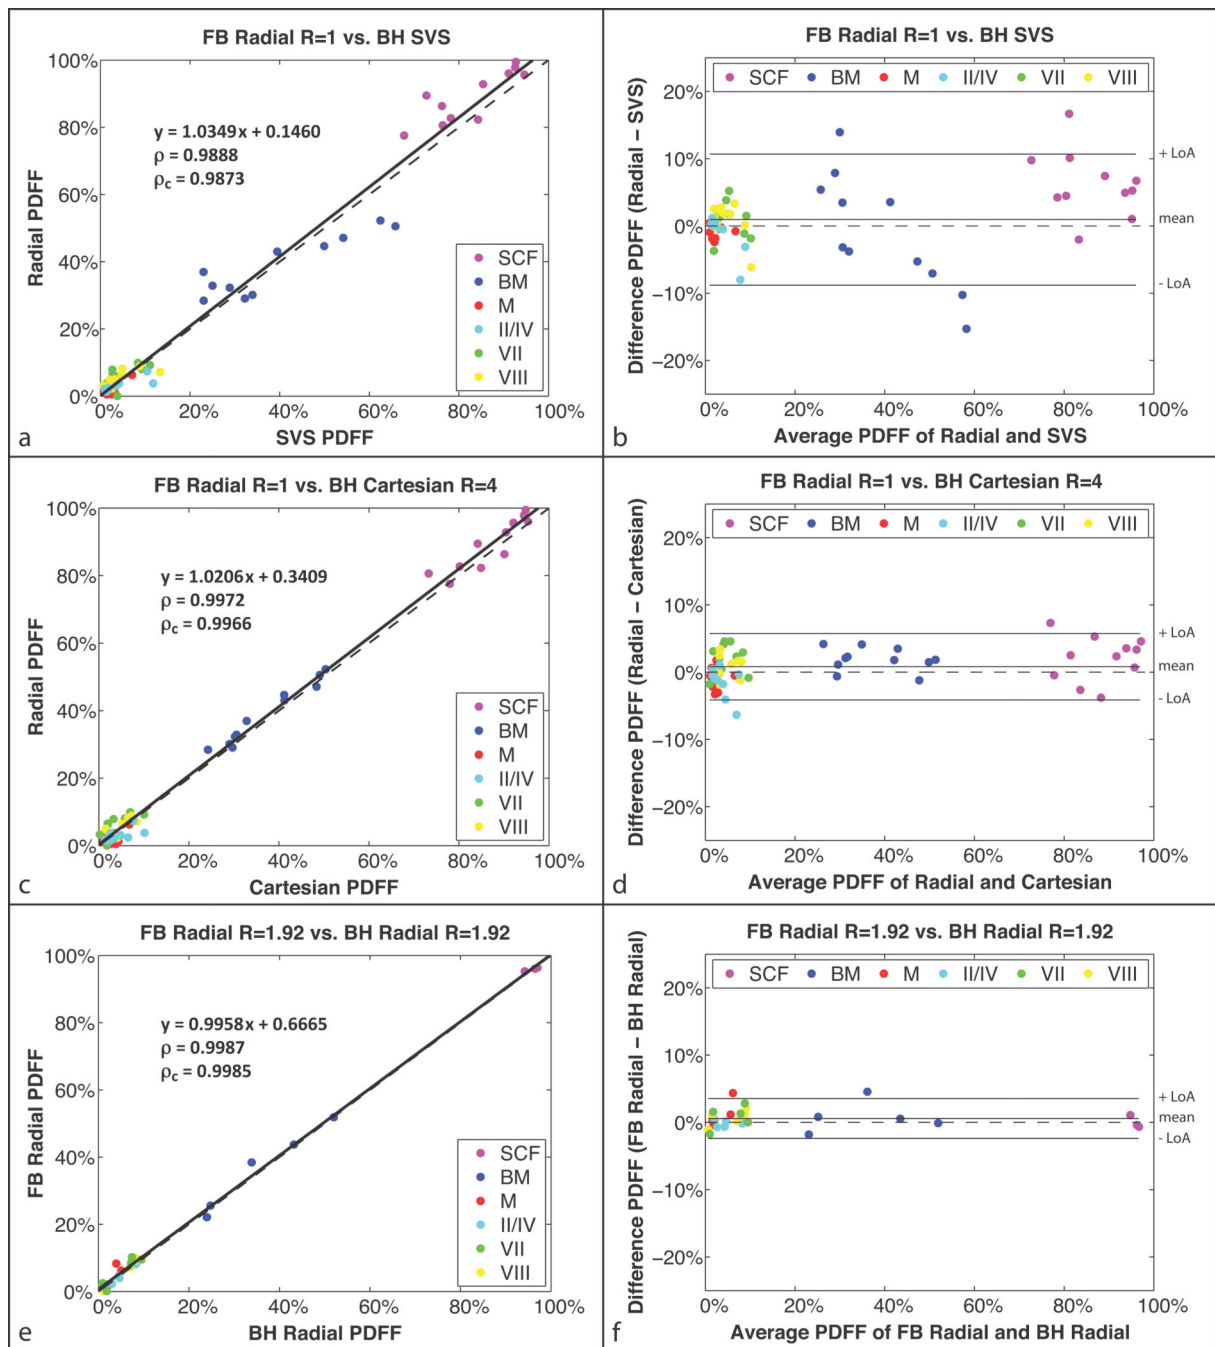 FB Radial R=1 vs. BH SVS
100%
80%
60%
40%
20%
0%
Radial PDFF
y = 1.0349x + 0.1460
ρ = 0.9888
ρc = 0.9873
SCF
BM
M
II/IV
VII
VIII
0% 20% 40% 60% 80% 100%
SVS PDFF
a
FB Radial R=1 vs. BH SVS
SCF BM M II/IV VII VIII
20%
10%
0%
−10%
−20%
Difference PDFF (Radial − SVS)
+ LoA
mean
- LoA
0% 20% 40% 60% 80% 100%
Average PDFF of Radial and SVS
b
FB Radial R=1 vs. BH Cartesian R=4
100%
80%
60%
40%
20%
0%
Radial PDFF
y = 1.0206x + 0.3409
ρ = 0.9972
ρc = 0.9966
SCF
BM
M
II/IV
VII
VIII
0% 20% 40% 60% 80% 100%
Cartesian PDFF
c
FB Radial R=1 vs. BH Cartesian R=4
SCF BM M II/IV VII VIII
20%
10%
0%
−10%
−20%
Difference PDFF (Radial − Cartesian)
+ LoA
mean
- LoA
0% 20% 40% 60% 80% 100%
Average PDFF of Radial and Cartesian
d
FB Radial R=1.92 vs. BH Radial R=1.92
100%
80%
60%
40%
20%
0%
FB Radial PDFF
y = 0.9958x + 0.6665
ρ = 0.9987
ρc = 0.9985
SCF
BM
M
II/IV
VII
VIII
0% 20% 40% 60% 80% 100%
BH Radial PDFF
e
FB Radial R=1.92 vs. BH Radial R=1.92
SCF BM M II/IV VII VIII
20%
10%
0%
−10%
−20%
Difference PDFF (FB Radial − BH Radial)
+ LoA
mean
- LoA
0% 20% 40% 60% 80% 100%
Average PDFF of FB Radial and BH Radial
f